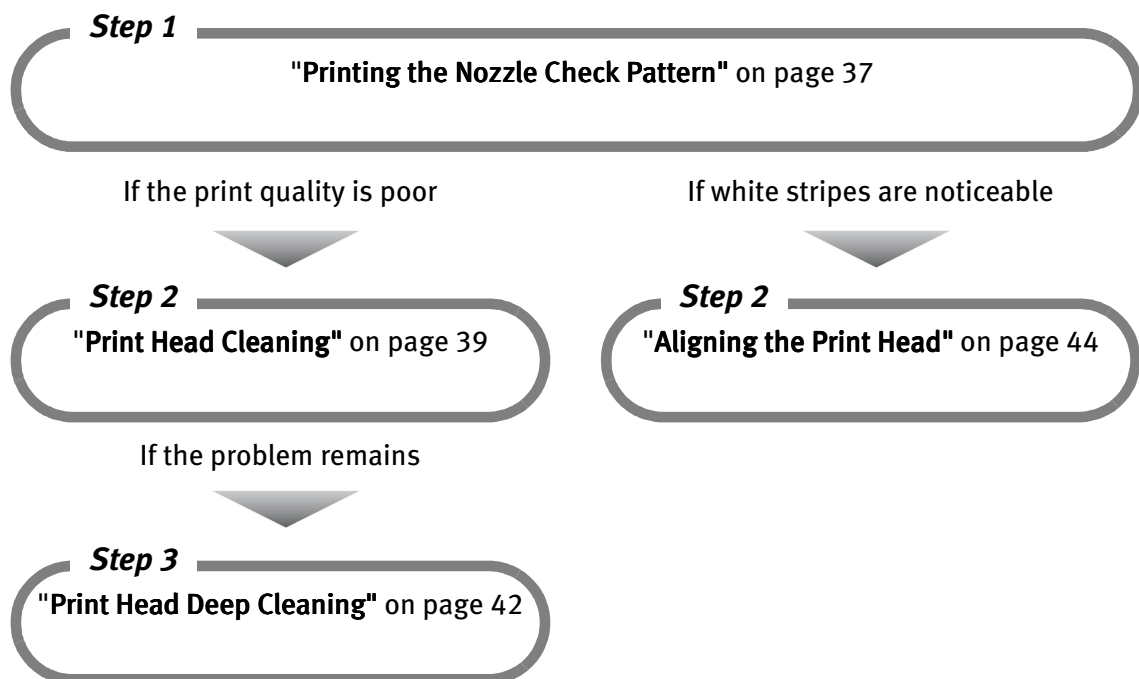 Step 1
"Printing the Nozzle Check Pattern" on page 37
If the print quality is poor
If white stripes are noticeable
Step 2
"Print Head Cleaning" on page 39
Step 2
"Aligning the Print Head" on page 44
If the problem remains
Step 3
"Print Head Deep Cleaning" on page 42